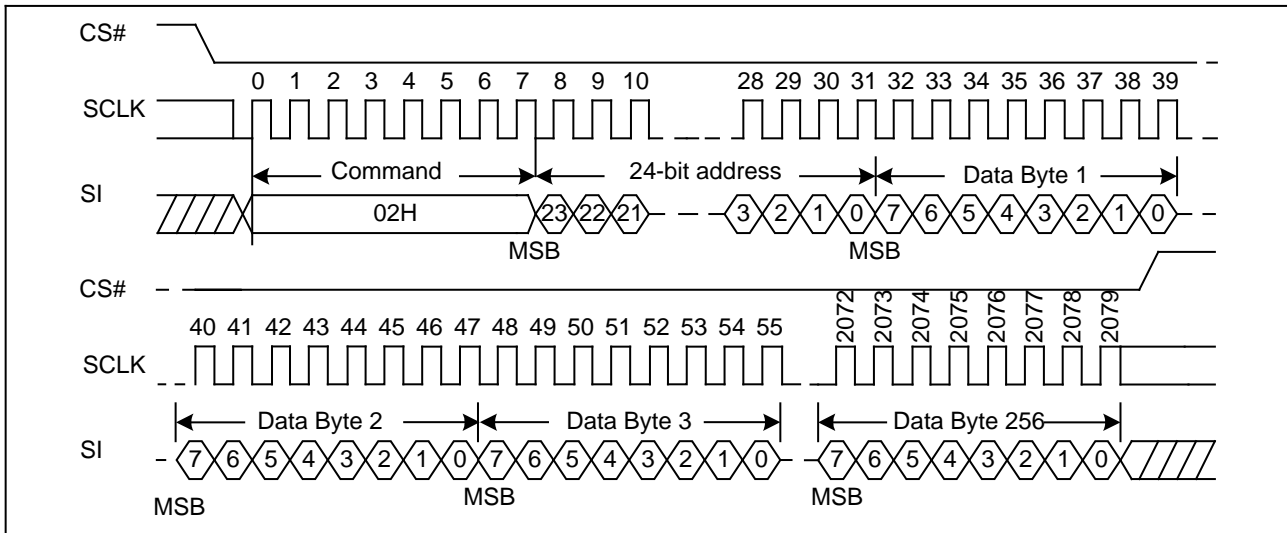 CS#
0 1 2 3 4 5 6 7 8 9 10 28 29 30 31 32 33 34 35 36 37 38 39
SCLK
Command 24-bit address Data Byte 1
SI
02H 23 22 21 3 2 1 0 7 6 5 4 3 2 1 0
MSB MSB
CS#
40 41 42 43 44 45 46 47 48 49 50 51 52 53 54 55 2072 2073 2074 2075 2076 2077 2078 2079
SCLK
Data Byte 2 Data Byte 3 Data Byte 256
SI
7 6 5 4 3 2 1 0 7 6 5 4 3 2 1 0 7 6 5 4 3 2 1 0
MSB MSB MSB